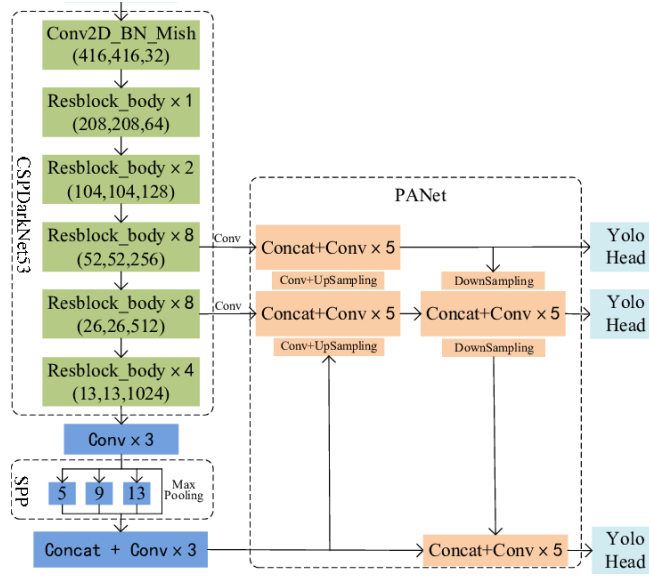 Conv2D_BN_Mish
(416,416,32)
Resblock_body×1
(208,208,64)
Resblock_body×2
(104,104,128)
Resblock_body×8
(52,52,256)
Resblock_body×8
(26,26,512)
Resblock_body×4
(13,13,1024)
CSPDarkNet53
Conv×3
SPP
5
9
13
Max
Pooling
Concat + Conv×3
PANet
Conv
Concat+Conv×5
Conv+UpSampling
DownSampling
Conv
Concat+Conv×5
Concat+Conv×5
Conv+UpSampling
DownSampling
Concat+Conv×5
Yolo
Head
Yolo
Head
Yolo
Head